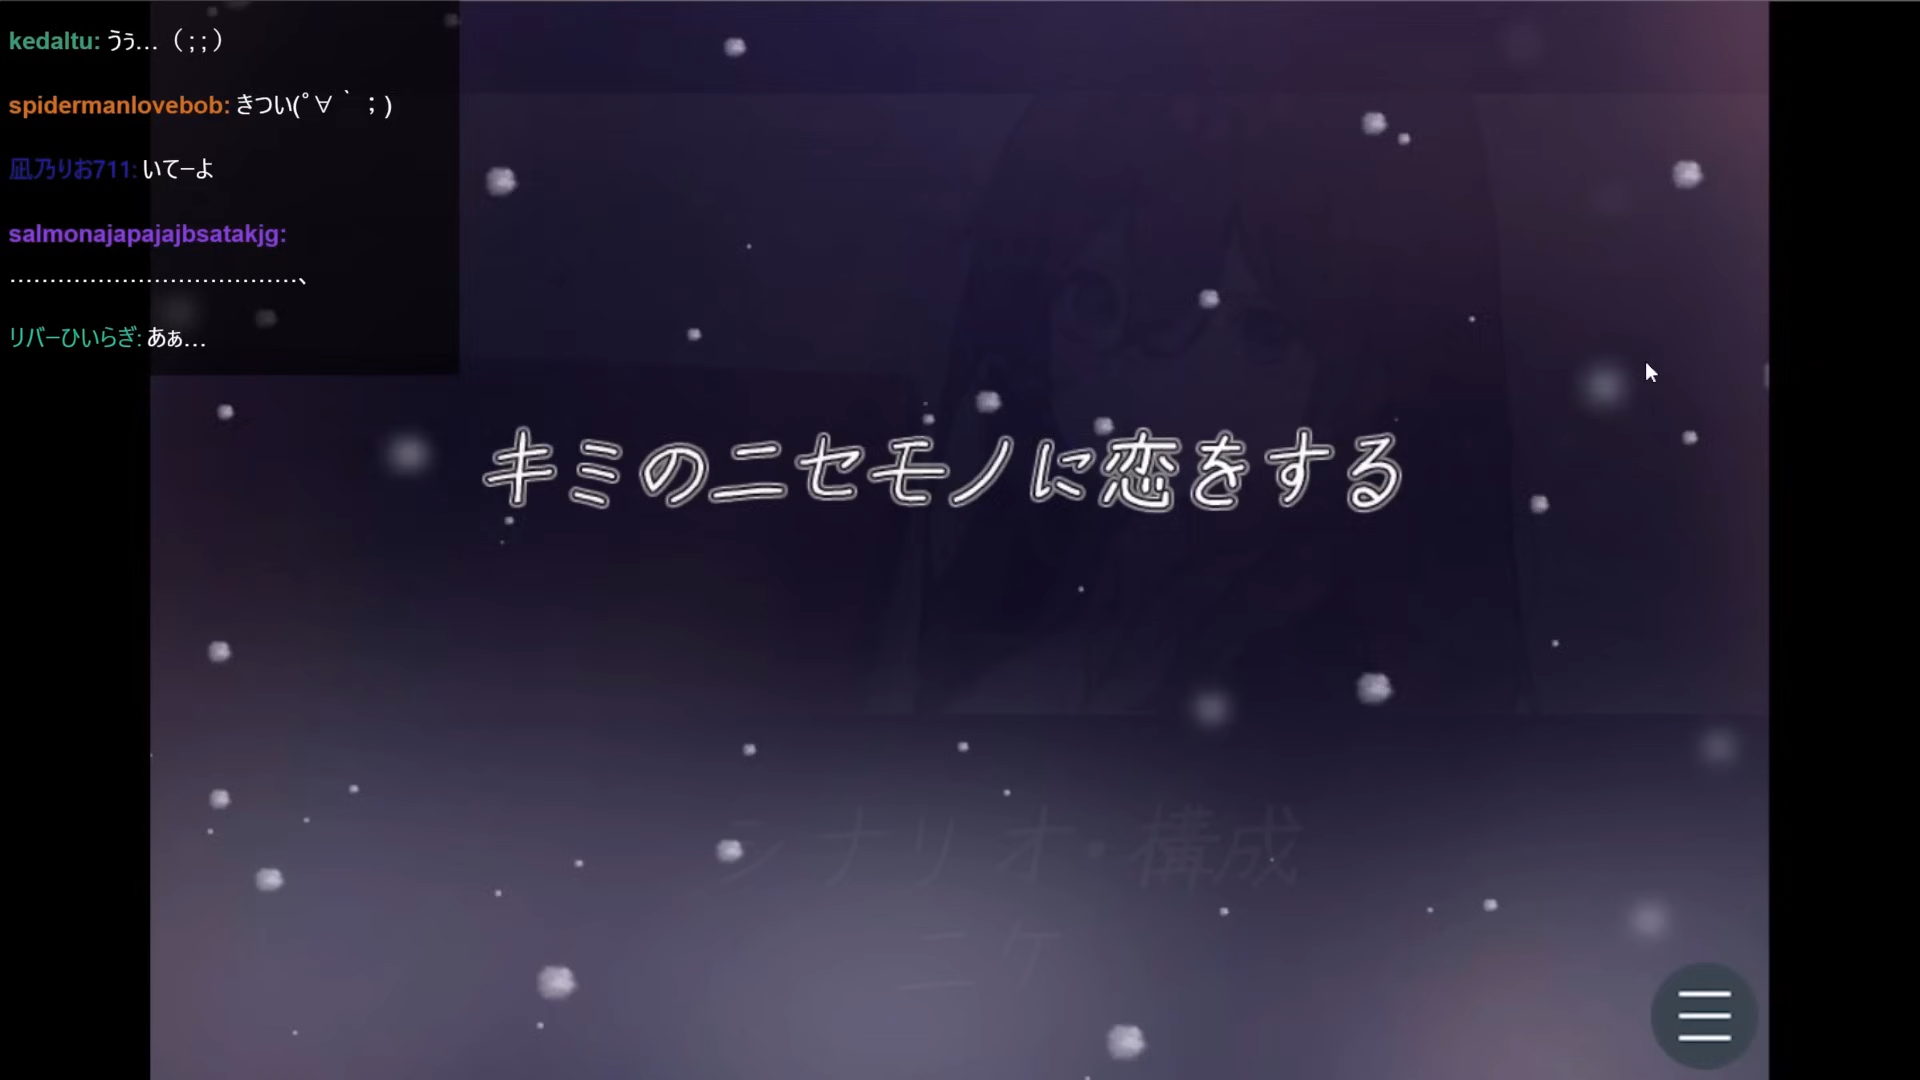 kedaltu: うぅ… （ ; ; ）
spidermanlovebob: きつい(ﾟ∀｀；)
凪乃りお711: いてーよ
salmonajapajajbsatakjg:
………………………………、
リバーひいらぎ: あぁ…
キミのニセモノに恋をする
シナリオ・構成
ニケ